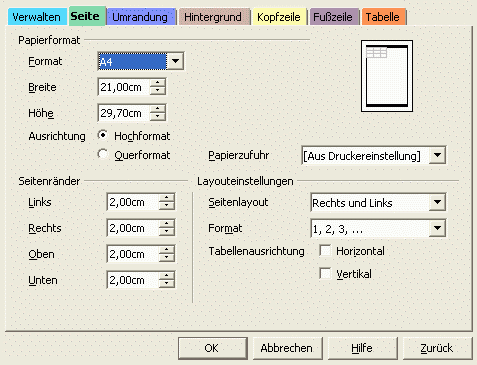 Verwalten Seite Umrandung Hintergrund Kopfzeile Fußzeile Tabelle
Papierformat
Format A4
Breite 21,00cm
Höhe 29,70cm
Ausrichtung Hochformat
Querformat Papierzufuhr [Aus Druckereinstellung]
Seitenränder Layouteinstellungen
Links 2,00cm Seitenlayout Rechts und Links
Rechts 2,00cm Format 1, 2, 3, ...
Oben 2,00cm Tabellenausrichtung Horizontal
Unten 2,00cm Vertikal
OK Abbrechen Hilfe Zurück